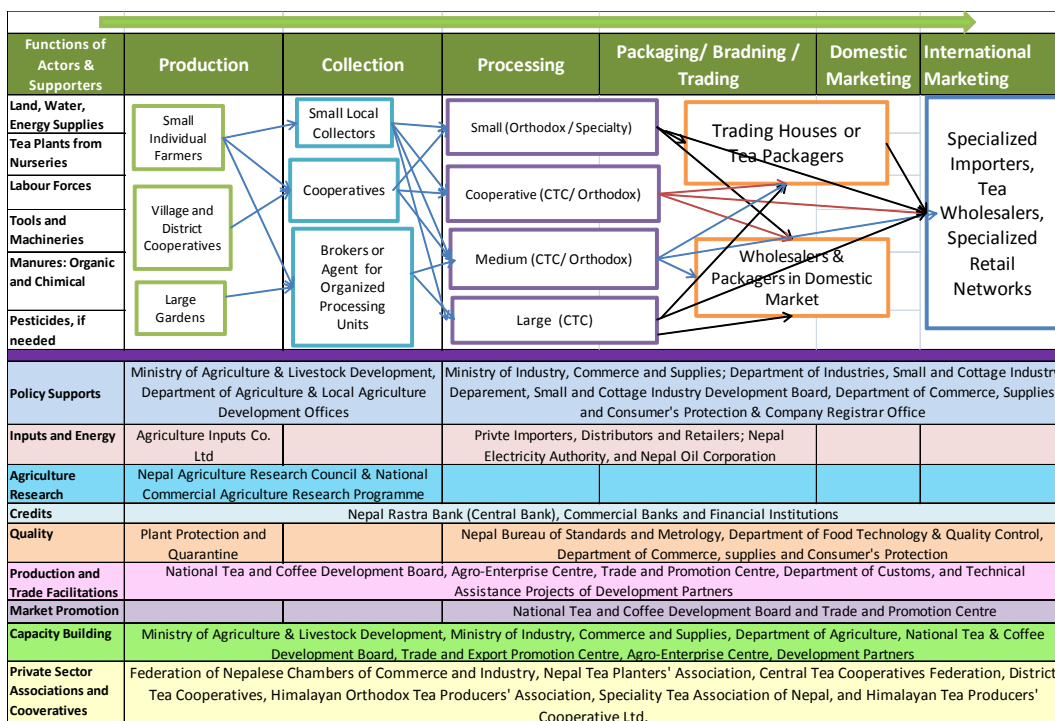 Functions of
Actors &
Supporters
Production
Collection
Processing
Packaging/ Bradning /
Trading
Domestic
Marketing
International
Marketing
Land, Water,
Energy Supplies
Tea Plants from
Nurseries
Labour Forces
Tools and
Machineries
Manures: Organic
and Chimical
Pesticides, if
needed
Small
Individual
Farmers
Village and
District
Cooperatives
Large
Gardens
Small Local
Collectors
Cooperatives
Brokers or
Agent for
Organized
Processing
Units
Small (Orthodox / Specialty)
Cooperative (CTC/ Orthodox)
Medium (CTC/ Orthodox)
Large (CTC)
Trading Houses or
Tea Packagers
Wholesalers &
Packagers in Domestic
Market
Specialized
Importers,
Tea
Wholesalers,
Specialized
Retail
Networks
Policy Supports
Ministry of Agriculture & Livestock Development,
Department of Agriculture & Local Agriculture
Development Offices
Ministry of Industry, Commerce and Supplies; Department of Industries, Small and Cottage Industry
Deparement, Small and Cottage Industry Development Board, Department of Commerce, Supplies
and Consumer's Protection & Company Registrar Office
Inputs and Energy
Agriculture Inputs Co.
Ltd
Privte Importers, Distributors and Retailers; Nepal
Electricity Authority, and Nepal Oil Corporation
Agriculture
Research
Nepal Agriculture Research Council & National
Commercial Agriculture Research Programme
Credits
Nepal Rastra Bank (Central Bank), Commercial Banks and Financial Institutions
Quality
Plant Protection and
Quarantine
Nepal Bureau of Standards and Metrology, Department of Food Technology & Quality Control,
Department of Commerce, supplies and Consumer's Protection
Production and
Trade Facilitations
National Tea and Coffee Development Board, Agro-Enterprise Centre, Trade and Promotion Centre, Department of Customs, and Technical
Assistance Projects of Development Partners
Market Promotion
National Tea and Coffee Development Board and Trade and Promotion Centre
Capacity Building
Ministry of Agriculture & Livestock Development, Ministry of Industry, Commerce and Supplies, Department of Agriculture, National Tea & Coffee
Development Board, Trade and Export Promotion Centre, Agro-Enterprise Centre, Development Partners
Private Sector
Associations and
Cooveratives
Federation of Nepalese Chambers of Commerce and Industry, Nepal Tea Planters' Association, Central Tea Cooperatives Federation, District
Tea Cooperatives, Himalayan Orthodox Tea Producers' Association, Speciality Tea Association of Nepal, and Himalayan Tea Producers'
Cooperative Ltd.